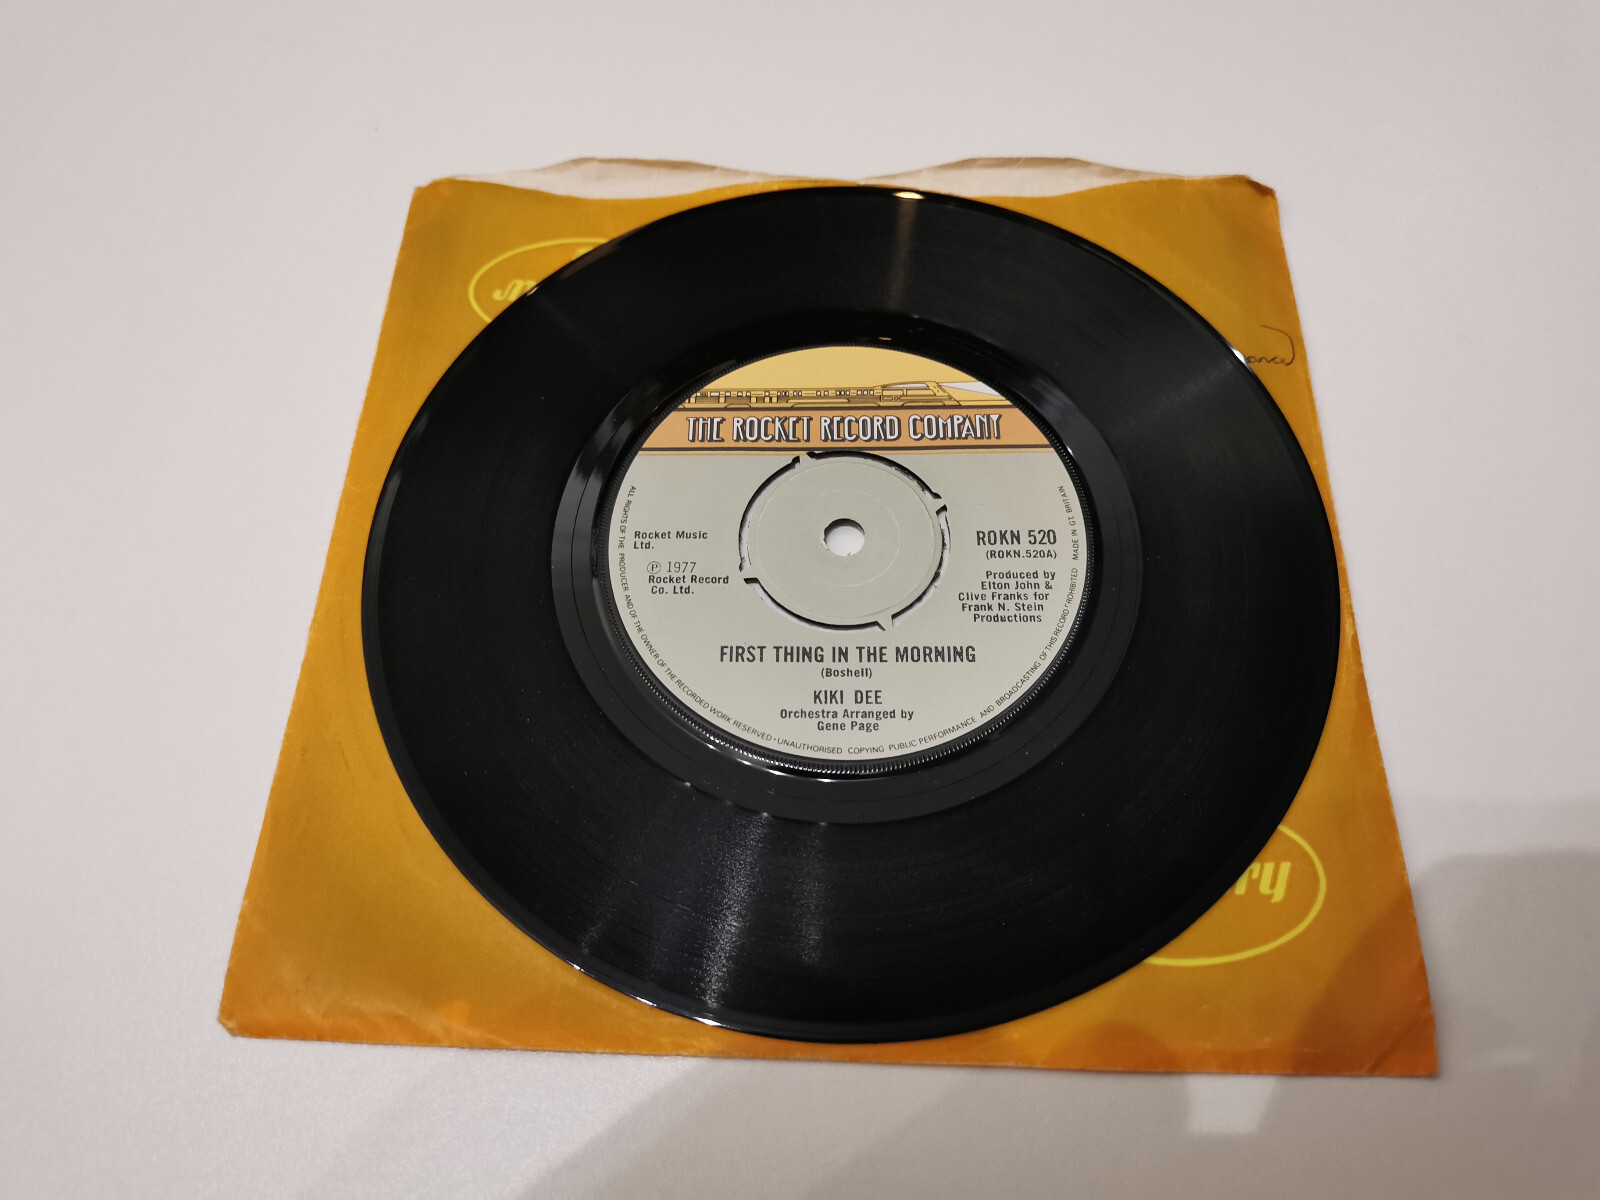 THE ROCKET RECORD COMPANY
Rocket Music
Ltd.
℗ 1977
Rocket Record
Co. Ltd.
ROKN 520
(ROKN.520A)
Produced by
Elton John &
Clive Franks for
Frank N. Stein
Productions
FIRST THING IN THE MORNING
(Boshell)
KIKI DEE
Orchestra Arranged by
Gene Page
ALL RIGHTS OF THE PRODUCER AND OF THE OWNER OF THE RECORDED WORK RESERVED · UNAUTHORISED COPYING PUBLIC PERFORMANCE AND BROADCASTING OF THIS RECORD PROHIBITED MADE IN GT. BRITAIN
ry